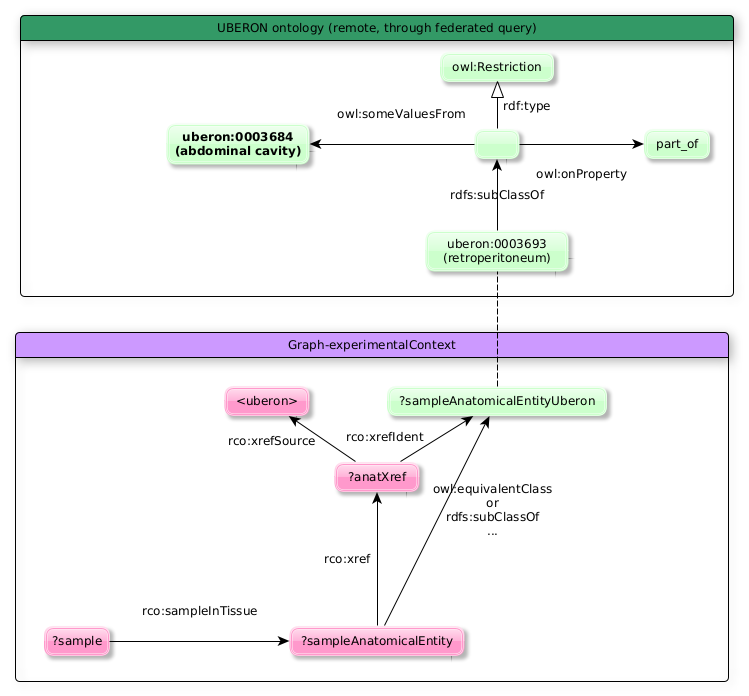 UBERON ontology (remote, through federated query)
owl:Restriction
rdf:type
owl:someValuesFrom
uberon:0003684
(abdominal cavity)
part_of
owl:onProperty
rdfs:subClassOf
uberon:0003693
(retroperitoneum)
Graph-experimentalContext
<uberon>
?sampleAnatomicalEntityUberon
rco:xrefSource
rco:xrefIdent
?anatXref
owl:equivalentClass
or
rdfs:subClassOf
...
rco:xref
rco:sampleInTissue
?sample
?sampleAnatomicalEntity